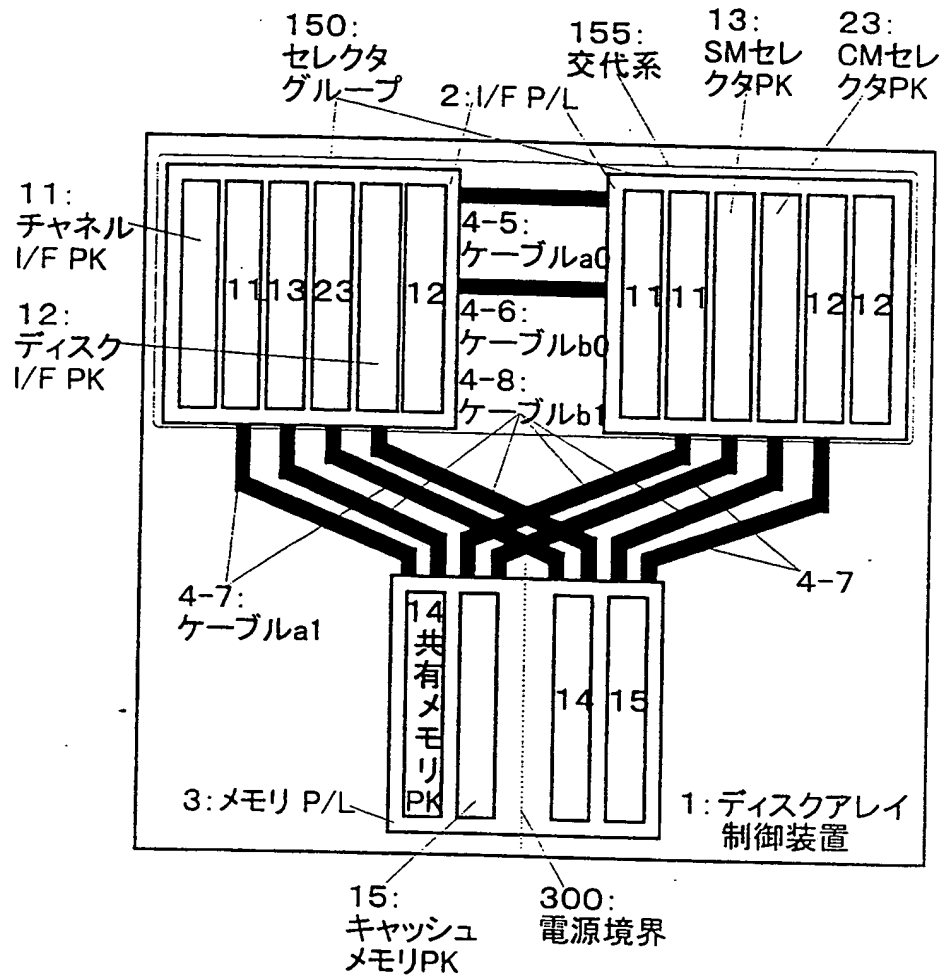 150:
セレクタ
グループ
2:I/F P/L
155:
交代系
13:
SMセレ
クタPK
23:
CMセレ
クタPK
11:
チャネル
I/F PK
12:
ディスク
I/F PK
11
13
23
12
4-5:
ケーブルa0
4-6:
ケーブルb0
4-8:
ケーブルb1
11
11
12
12
4-7:
ケーブルa1
4-7
14
共有メモリ
PK
14
15
3:メモリ P/L
1:ディスクアレイ
制御装置
15:
キャッシュ
メモリPK
300:
電源境界